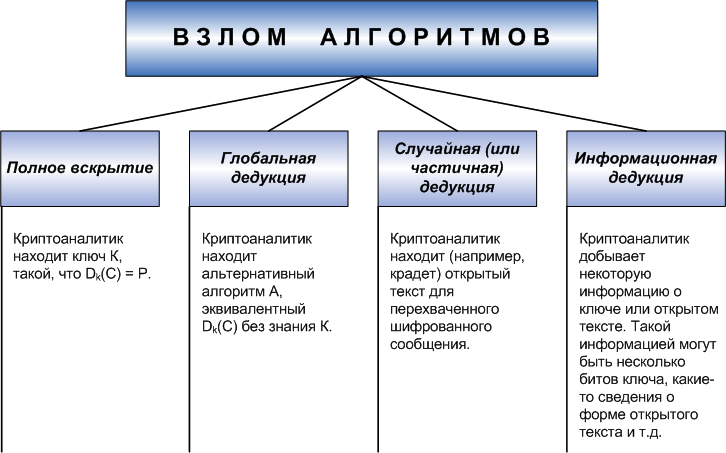 ВЗЛОМ АЛГОРИТМОВ
Полное вскрытие
Криптоаналитик
находит ключ К,
такой, что Dk(C) = P.
Глобальная
дедукция
Криптоаналитик
находит
альтернативный
алгоритм А,
эквивалентный
Dk(C) без знания К.
Случайная (или
частичная)
дедукция
Криптоаналитик
находит (например,
крадет) открытый
текст для
перехваченного
шифрованного
сообщения.
Информационная
дедукция
Криптоаналитик
добывает
некоторую
информацию о
ключе или открытом
тексте. Такой
информацией могут
быть несколько
битов ключа, какие-
то сведения о
форме открытого
текста и т.д.